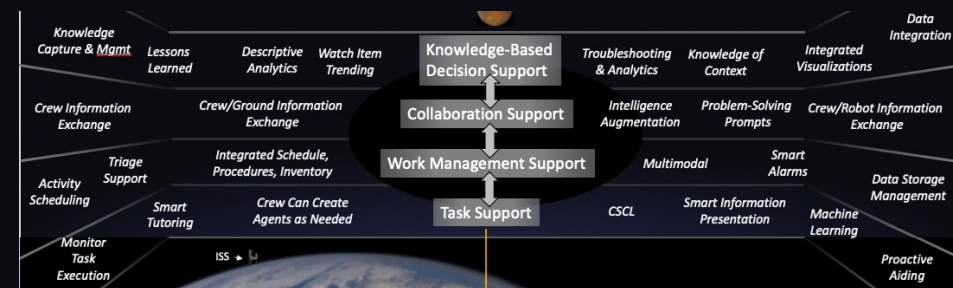 Knowledge
Capture & Mgmt
Lessons
Learned
Descriptive
Analytics
Watch Item
Trending
Knowledge-Based
Decision Support
Troubleshooting
& Analytics
Knowledge of
Context
Integrated
Visualizations
Data
Integration
Crew Information
Exchange
Crew/Ground Information
Exchange
Collaboration Support
Intelligence
Augmentation
Problem-Solving
Prompts
Crew/Robot Information
Exchange
Activity
Scheduling
Triage
Support
Integrated Schedule,
Procedures, Inventory
Work Management Support
Multimodal
Smart
Alarms
Data Storage
Management
Smart
Tutoring
Crew Can Create
Agents as Needed
Task Support
CSCL
Smart Information
Presentation
Machine
Learning
Monitor
Task
Execution
ISS
Proactive
Aiding